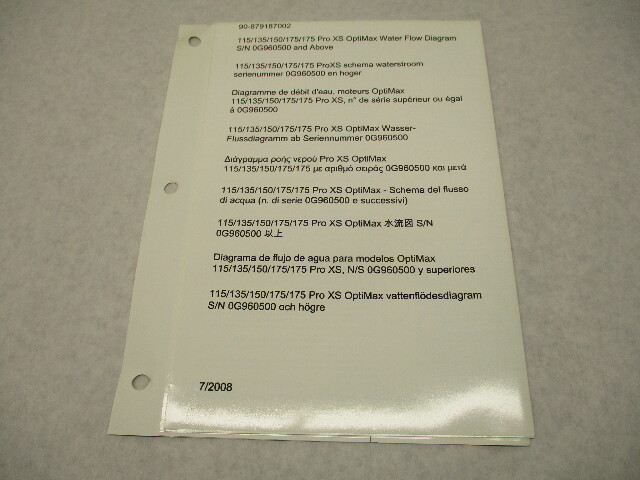 90-879187002
115/135/150/175/175 Pro XS OptiMax Water Flow Diagram
S/N 0G960500 and Above
115/135/150/175/175 ProXS schema waterstroom
serienummer 0G960500 en hoger
Diagramme de débit d'eau, moteurs OptiMax
115/135/150/175/175 Pro XS, n° de série supérieur ou égal
à 0G960500
115/135/150/175/175 Pro XS OptiMax Wasser-
Flussdiagramm ab Seriennummer 0G960500
Διάγραμμα ροής νερού Pro XS OptiMax
115/135/150/175/175 με αριθμό σειράς 0G960500 και μετά
115/135/150/175/175 Pro XS OptiMax - Schema del flusso
di acqua (n. di serie 0G960500 e successivi)
115/135/150/175/175 Pro XS OptiMax 水流図 S/N
0G960500 以上
Diagrama de flujo de agua para modelos OptiMax
115/135/150/175/175 Pro XS, N/S 0G960500 y superiores
115/135/150/175/175 Pro XS OptiMax vattenflödesdiagram
S/N 0G960500 och högre
7/2008